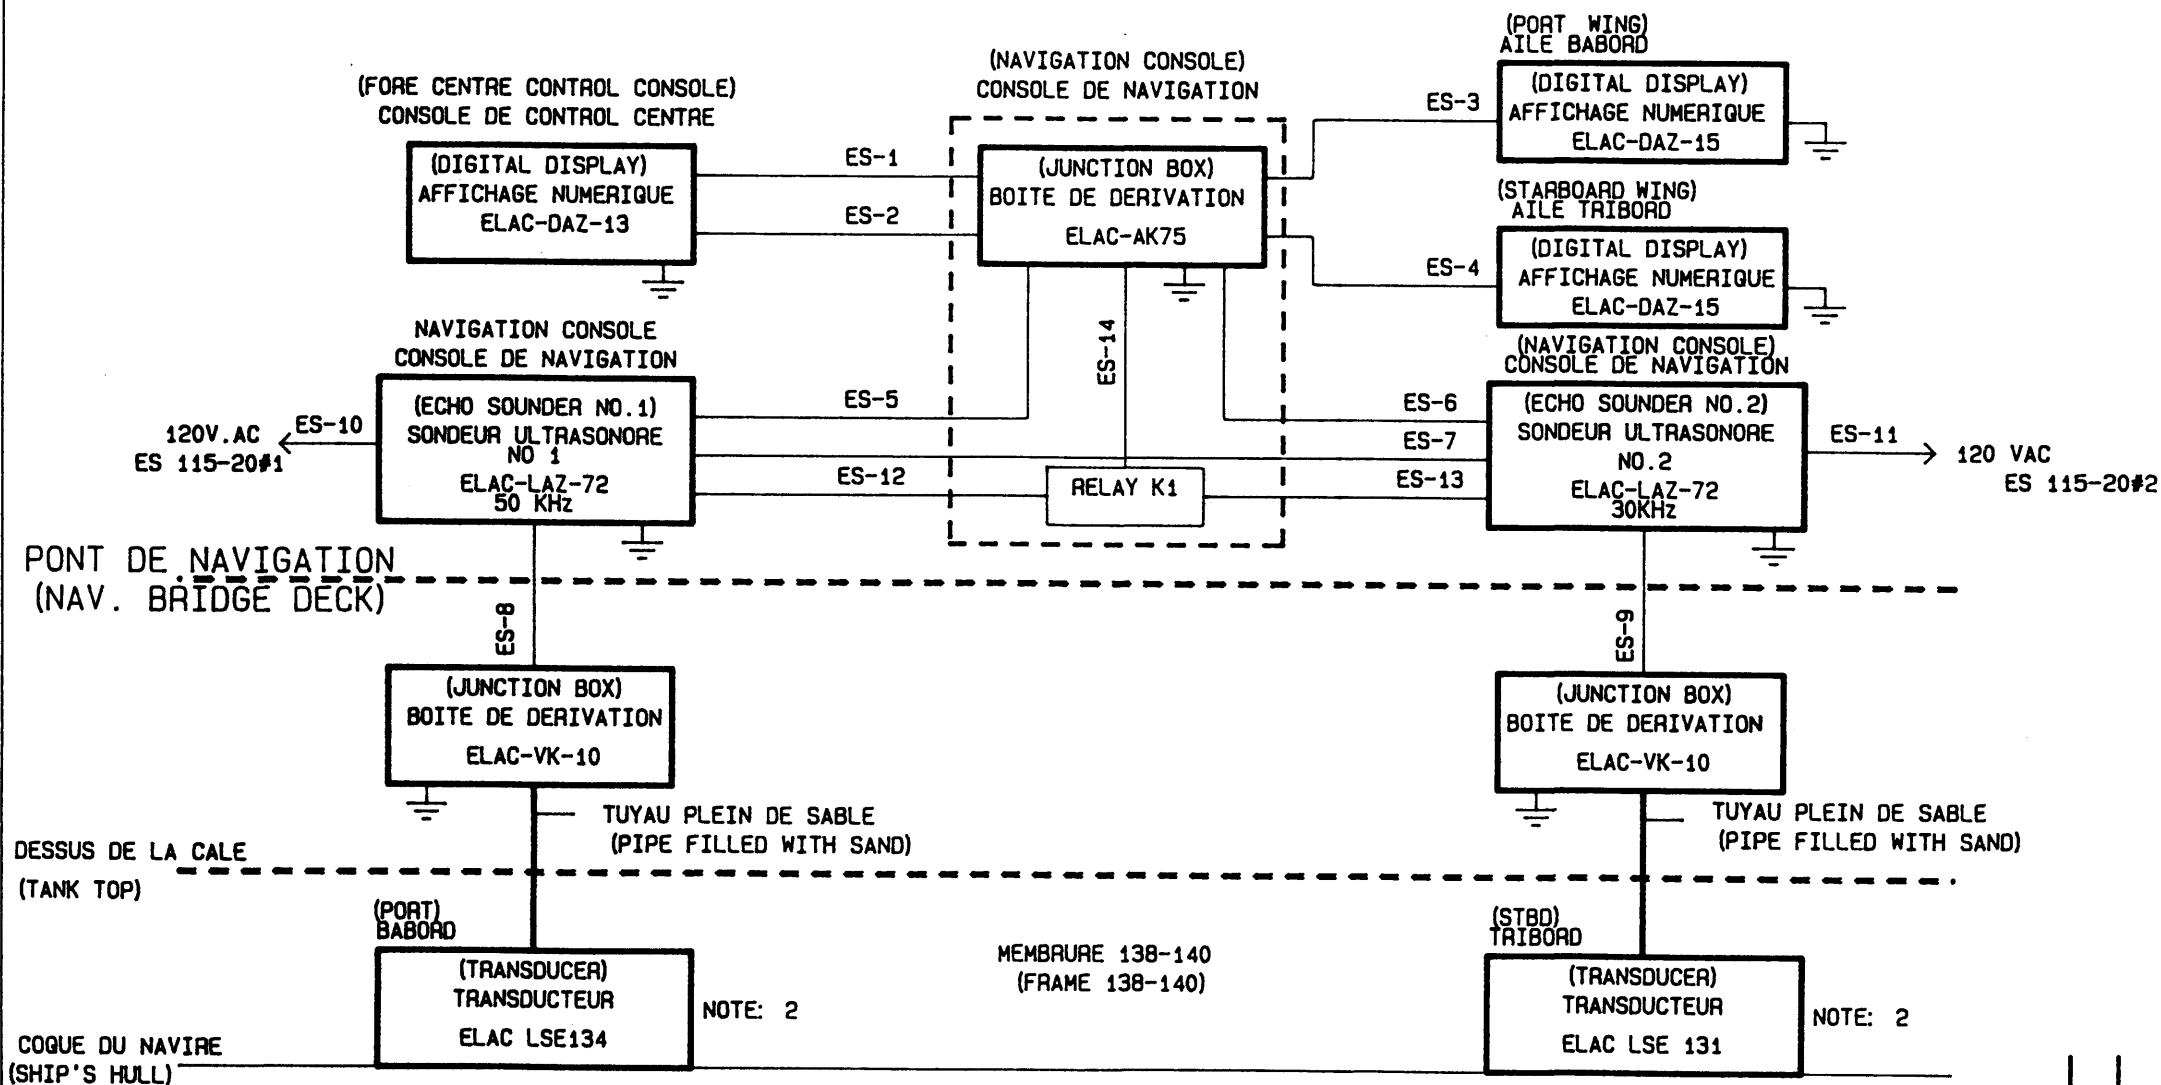 (PORT WING)
AILE BABORD
(DIGITAL DISPLAY)
AFFICHAGE NUMERIQUE
ELAC-DAZ-15
ES-3
(NAVIGATION CONSOLE)
CONSOLE DE NAVIGATION
(FORE CENTRE CONTROL CONSOLE)
CONSOLE DE CONTROL CENTRE
(DIGITAL DISPLAY)
AFFICHAGE NUMERIQUE
ELAC-DAZ-13
ES-1
ES-2
(JUNCTION BOX)
BOITE DE DERIVATION
ELAC-AK75
(STARBOARD WING)
AILE TRIBORD
(DIGITAL DISPLAY)
AFFICHAGE NUMERIQUE
ELAC-DAZ-15
ES-4
NAVIGATION CONSOLE
CONSOLE DE NAVIGATION
(ECHO SOUNDER NO.1)
SONDEUR ULTRASONORE
NO 1
ELAC-LAZ-72
50 KHz
120V.AC
ES 115-20#1
ES-10
ES-5
ES-14
ES-12
RELAY K1
ES-6
ES-7
ES-13
(NAVIGATION CONSOLE)
CONSOLE DE NAVIGATION
(ECHO SOUNDER NO.2)
SONDEUR ULTRASONORE
NO.2
ELAC-LAZ-72
30KHz
ES-11
120 VAC
ES 115-20#2
PONT DE NAVIGATION
(NAV. BRIDGE DECK)
ES-8
ES-9
(JUNCTION BOX)
BOITE DE DERIVATION
ELAC-VK-10
(JUNCTION BOX)
BOITE DE DERIVATION
ELAC-VK-10
TUYAU PLEIN DE SABLE
(PIPE FILLED WITH SAND)
TUYAU PLEIN DE SABLE
(PIPE FILLED WITH SAND)
DESSUS DE LA CALE
(TANK TOP)
(PORT)
BABORD
(TRANSDUCER)
TRANSDUCTEUR
ELAC LSE134
NOTE: 2
MEMBRURE 138-140
(FRAME 138-140)
(STBD)
TRIBORD
(TRANSDUCER)
TRANSDUCTEUR
ELAC LSE 131
NOTE: 2
COQUE DU NAVIRE
(SHIP'S HULL)